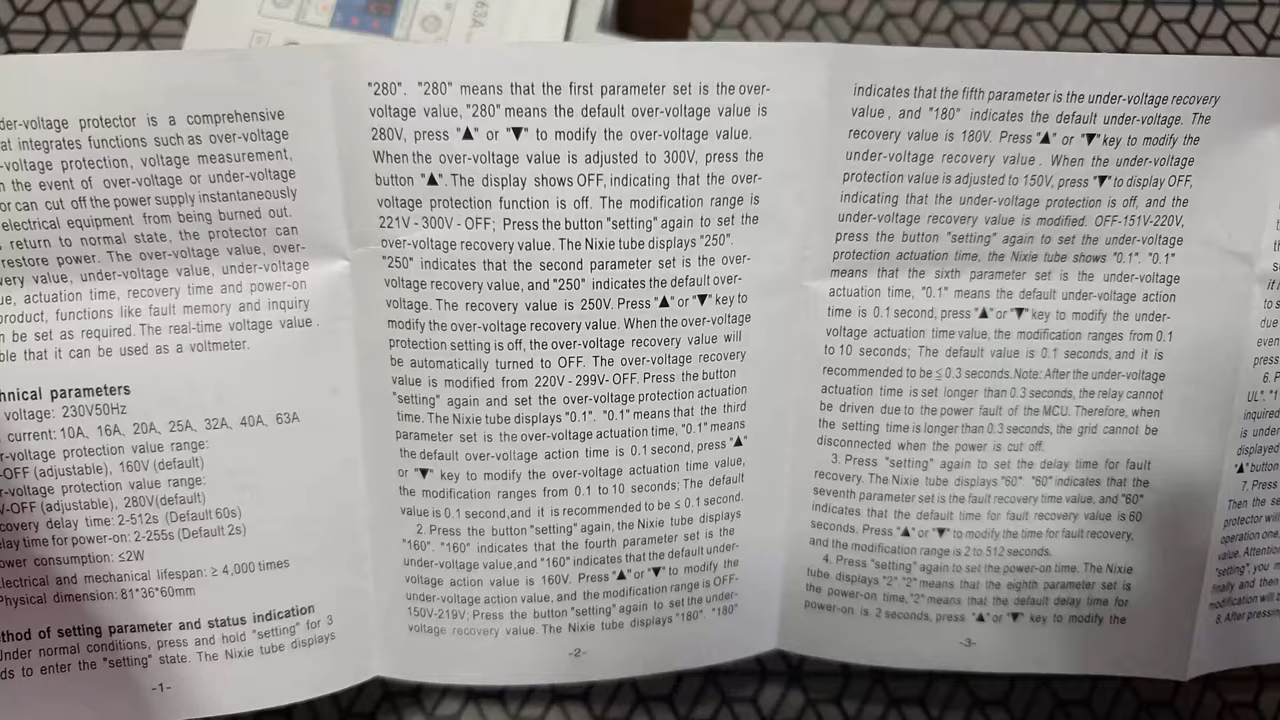 63A
der-voltage protector is a comprehensive
at integrates functions such as over-voltage
-voltage protection, voltage measurement,
n the event of over-voltage or under-voltage
or can cut off the power supply instantaneously
electrical equipment from being burned out.
return to normal state, the protector can
restore power. The over-voltage value, over-
very value, under-voltage value, under-voltage
ue, actuation time, recovery time and power-on
product, functions like fault memory and inquiry
n be set as required. The real-time voltage value .
ble that it can be used as a voltmeter.
hnical parameters
voltage: 230V50Hz
current: 10A、16A、20A、25A、32A、40A、63A
r-voltage protection value range:
-OFF (adjustable), 160V (default)
r-voltage protection value range:
V-OFF (adjustable), 280V(default)
covery delay time: 2-512s (Default 60s)
elay time for power-on: 2-255s (Default 2s)
ower consumption: ≤2W
lectrical and mechanical lifespan: ≥ 4,000 times
Physical dimension: 81*36*60mm
thod of setting parameter and status indication
Under normal conditions, press and hold "setting" for 3
ds to enter the "setting" state. The Nixie tube displays
-1-
"280". "280" means that the first parameter set is the over-
voltage value, "280" means the default over-voltage value is
280V, press "▲" or "▼" to modify the over-voltage value.
When the over-voltage value is adjusted to 300V, press the
button "▲". The display shows OFF, indicating that the over-
voltage protection function is off. The modification range is
221V - 300V - OFF; Press the button "setting" again to set the
over-voltage recovery value. The Nixie tube displays "250".
"250" indicates that the second parameter set is the over-
voltage recovery value, and "250" indicates the default over-
voltage. The recovery value is 250V. Press "▲" or "▼" key to
modify the over-voltage recovery value. When the over-voltage
protection setting is off, the over-voltage recovery value will
be automatically turned to OFF. The over-voltage recovery
value is modified from 220V - 299V- OFF. Press the button
"setting" again and set the over-voltage protection actuation
time. The Nixie tube displays "0.1". "0.1" means that the third
parameter set is the over-voltage actuation time, "0.1" means
the default over-voltage action time is 0.1 second, press "▲"
or "▼" key to modify the over-voltage actuation time value,
the modification ranges from 0.1 to 10 seconds; The default
value is 0.1 second,and it is recommended to be ≤ 0.1 second.
2. Press the button "setting" again, the Nixie tube displays
"160". "160" indicates that the fourth parameter set is the
under-voltage value,and "160" indicates that the default under-
voltage action value is 160V. Press "▲" or "▼" to modify the
under-voltage action value, and the modification range is OFF-
150V-219V; Press the button "setting" again to set the under-
voltage recovery value. The Nixie tube displays "180". "180"
-2-
indicates that the fifth parameter is the under-voltage recovery
value , and "180" indicates the default under-voltage. The
recovery value is 180V. Press "▲" or "▼" key to modify the
under-voltage recovery value . When the under-voltage
protection value is adjusted to 150V, press "▼" to display OFF,
indicating that the under-voltage protection is off, and the
under-voltage recovery value is modified. OFF-151V-220V,
press the button "setting" again to set the under-voltage
protection actuation time, the Nixie tube shows "0.1". "0.1"
means that the sixth parameter set is the under-voltage
actuation time, "0.1" means the default under-voltage action
time is 0.1 second, press "▲" or "▼" key to modify the under-
voltage actuation time value, the modification ranges from 0.1
to 10 seconds; The default value is 0.1 seconds, and it is
recommended to be ≤ 0.3 seconds. Note: After the under-voltage
actuation time is set longer than 0.3 seconds, the relay cannot
be driven due to the power fault of the MCU. Therefore, when
the setting time is longer than 0.3 seconds, the grid cannot be
disconnected when the power is cut off.
3. Press "setting" again to set the delay time for fault
recovery. The Nixie tube displays "60". "60" indicates that the
seventh parameter set is the fault recovery time value, and "60"
indicates that the default time for fault recovery value is 60
seconds. Press "▲" or "▼" to modify the time for fault recovery,
and the modification range is 2 to 512 seconds.
4. Press "setting" again to set the power-on time. The Nixie
tube displays "2". "2" means that the eighth parameter set is
the power-on time, "2" means that the default delay time for
power-on is 2 seconds, press "▲" or "▼" key to modify the
-3-
it
to s
due
even
press
6. P
UL". "1
inquired
is under
displayed
"▲" button
7. Press
Then the se
protector will
operation one
value. Attention
"setting", you m
finally and then
modification will b
8. After pressin